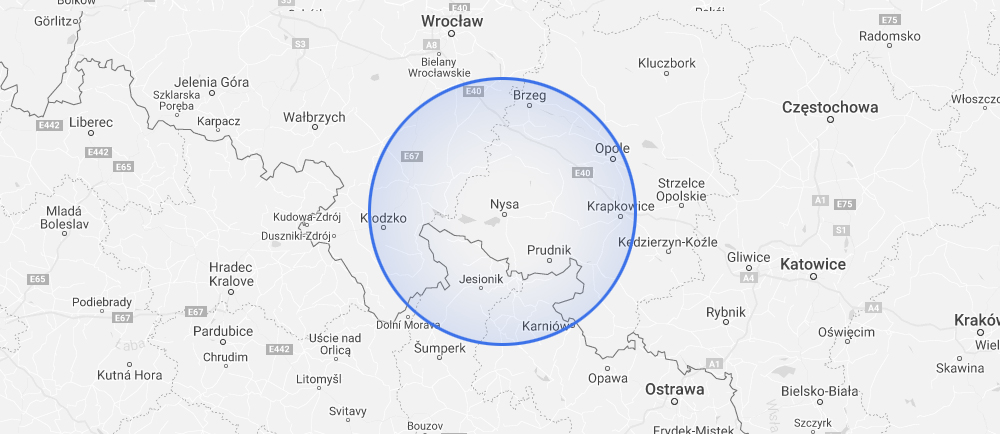 Görlitz
E40
Wrocław
E75
Radomsko
S3
A8
Bielany
Wrocławskie
Kluczbork
Jelenia Góra
Szklarska
Poręba
Karpacz
E40
Brzeg
Częstochowa
Włoszczo
E442
Liberec
Wałbrzych
E442
E65
E67
Opole
E40
Strzelce
Opolskie
A1
E75
Mladá
Boleslav
Kudowa-Zdrój
Duszniki-Zdrój
Kłodzko
Nysa
Krapkowice
S1
Kędzierzyn-Koźle
Prudnik
Gliwice
A4
Katowice
E65
Hradec
Kralove
Jesionik
Podiebrady
E67
E67
Rybnik
A4
Kraków
Wiel
Pardubice
Chrudim
Labe
Uście nad
Orlicą
E442
Dolní Morava
Karniów
Oświęcim
Šumperk
A1
Skawina
Kutná Hora
Litomyšl
Opawa
Ostrawa
Bielsko-Biała
Svitavy
Bouzov
Frydek-Mistek
Szczyrk